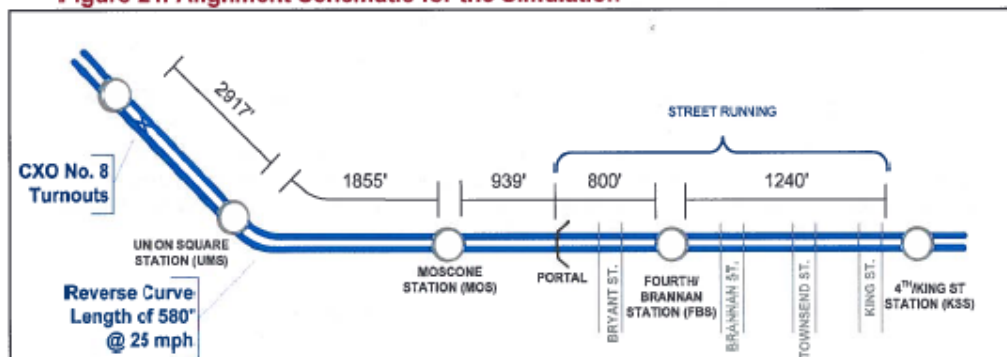 Figure 21: Alignment Schematic for the Simulation
2917'
STREET RUNNING
CXO No. 8
Turnouts
1855'
939'
800'
1240'
UNION SQUARE
STATION (UMS)
MOSCONE
STATION (MOS)
PORTAL
BRYANT ST.
FOURTH/
BRANNAN
STATION (FBS)
BRANNAN ST.
TOWNSEND ST.
KING ST.
4TH/KING ST
STATION (KSS)
Reverse Curve
Length of 580"
@ 25 mph